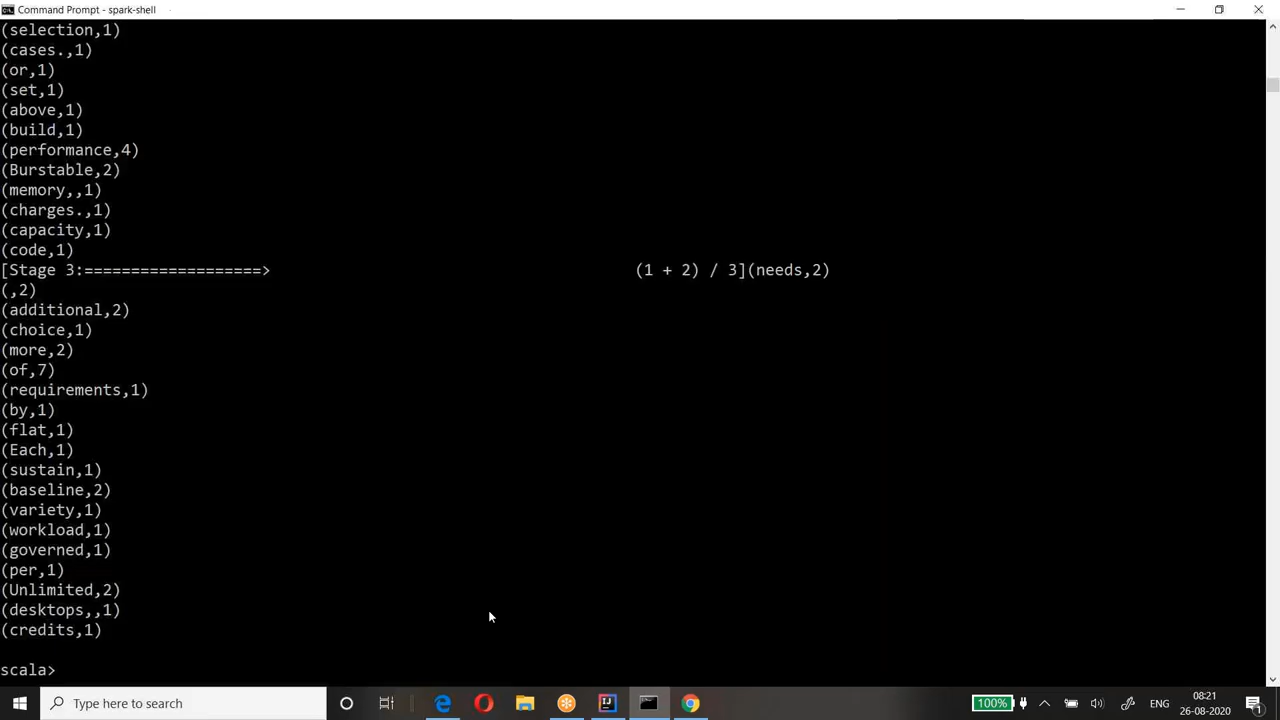 Command Prompt - spark-shell
(selection,1)
(cases.,1)
(or,1)
(set,1)
(above,1)
(build,1)
(performance,4)
(Burstable,2)
(memory,,1)
(charges.,1)
(capacity,1)
(code,1)
[Stage 3:===================>                                       (1 + 2) / 3](needs,2)
(,2)
(additional,2)
(choice,1)
(more,2)
(of,7)
(requirements,1)
(by,1)
(flat,1)
(Each,1)
(sustain,1)
(baseline,2)
(variety,1)
(workload,1)
(governed,1)
(per,1)
(Unlimited,2)
(desktops,,1)
(credits,1)
scala>
Type here to search
100%
ENG
08:21
26-08-2020
1